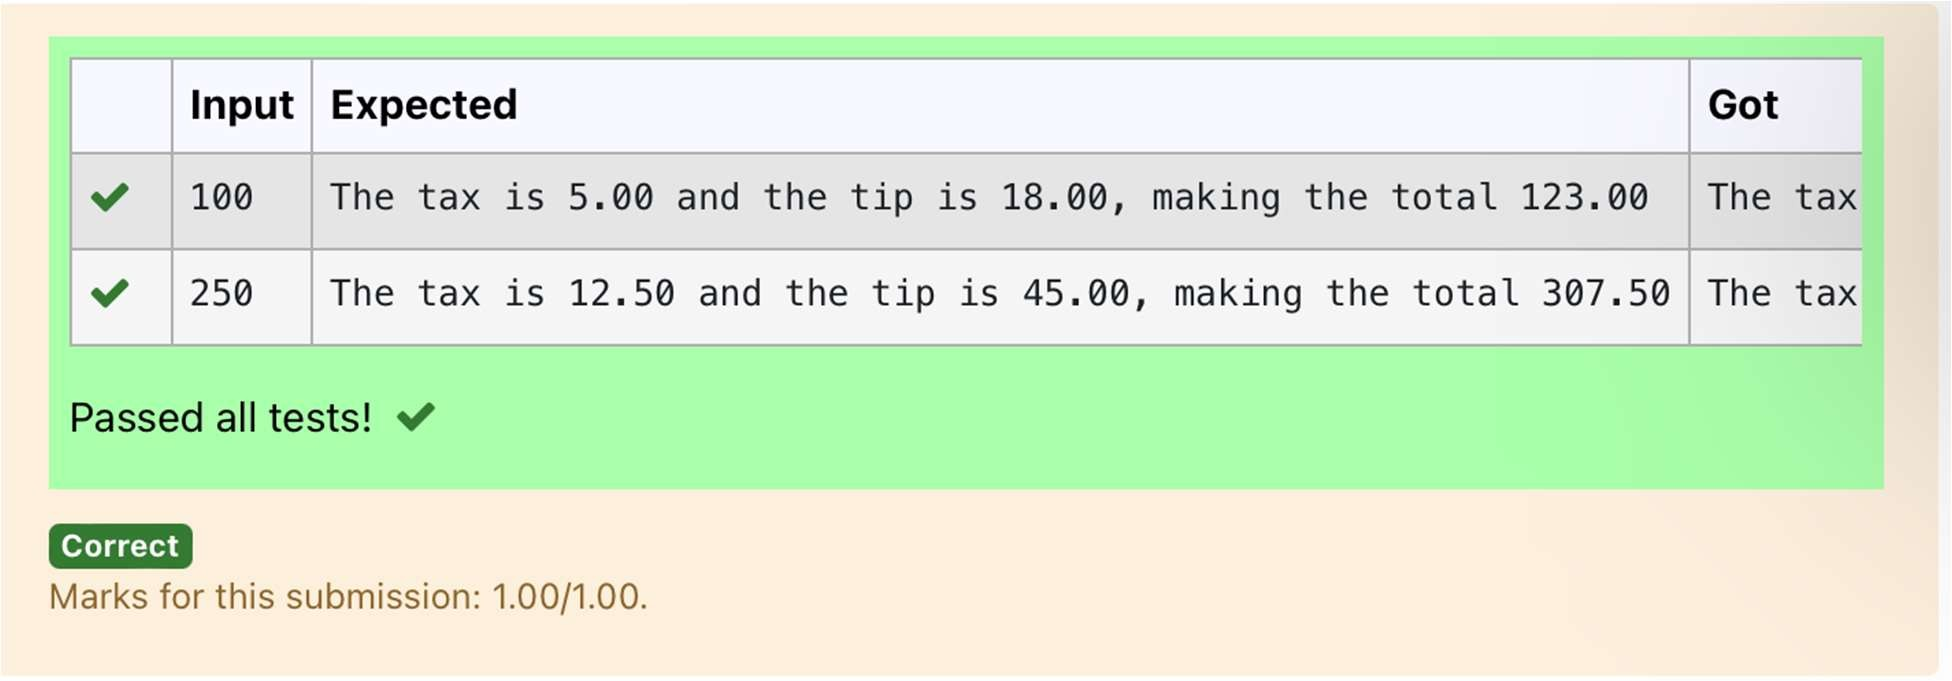 Input Expected Got
100 The tax is 5.00 and the tip is 18.00, making the total 123.00 The tax
250 The tax is 12.50 and the tip is 45.00, making the total 307.50 The tax
Passed all tests!
Correct
Marks for this submission: 1.00/1.00.